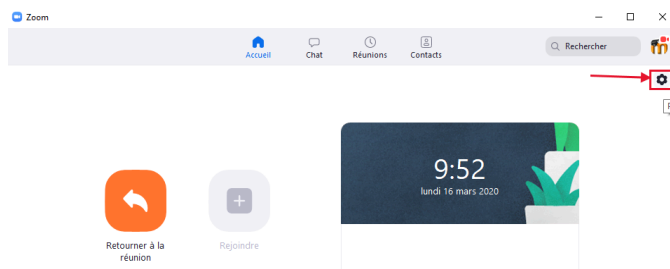 Zoom
Accueil
Chat
Réunions
Contacts
Rechercher
9:52
lundi 16 mars 2020
Retourner à la
réunion
Rejoindre